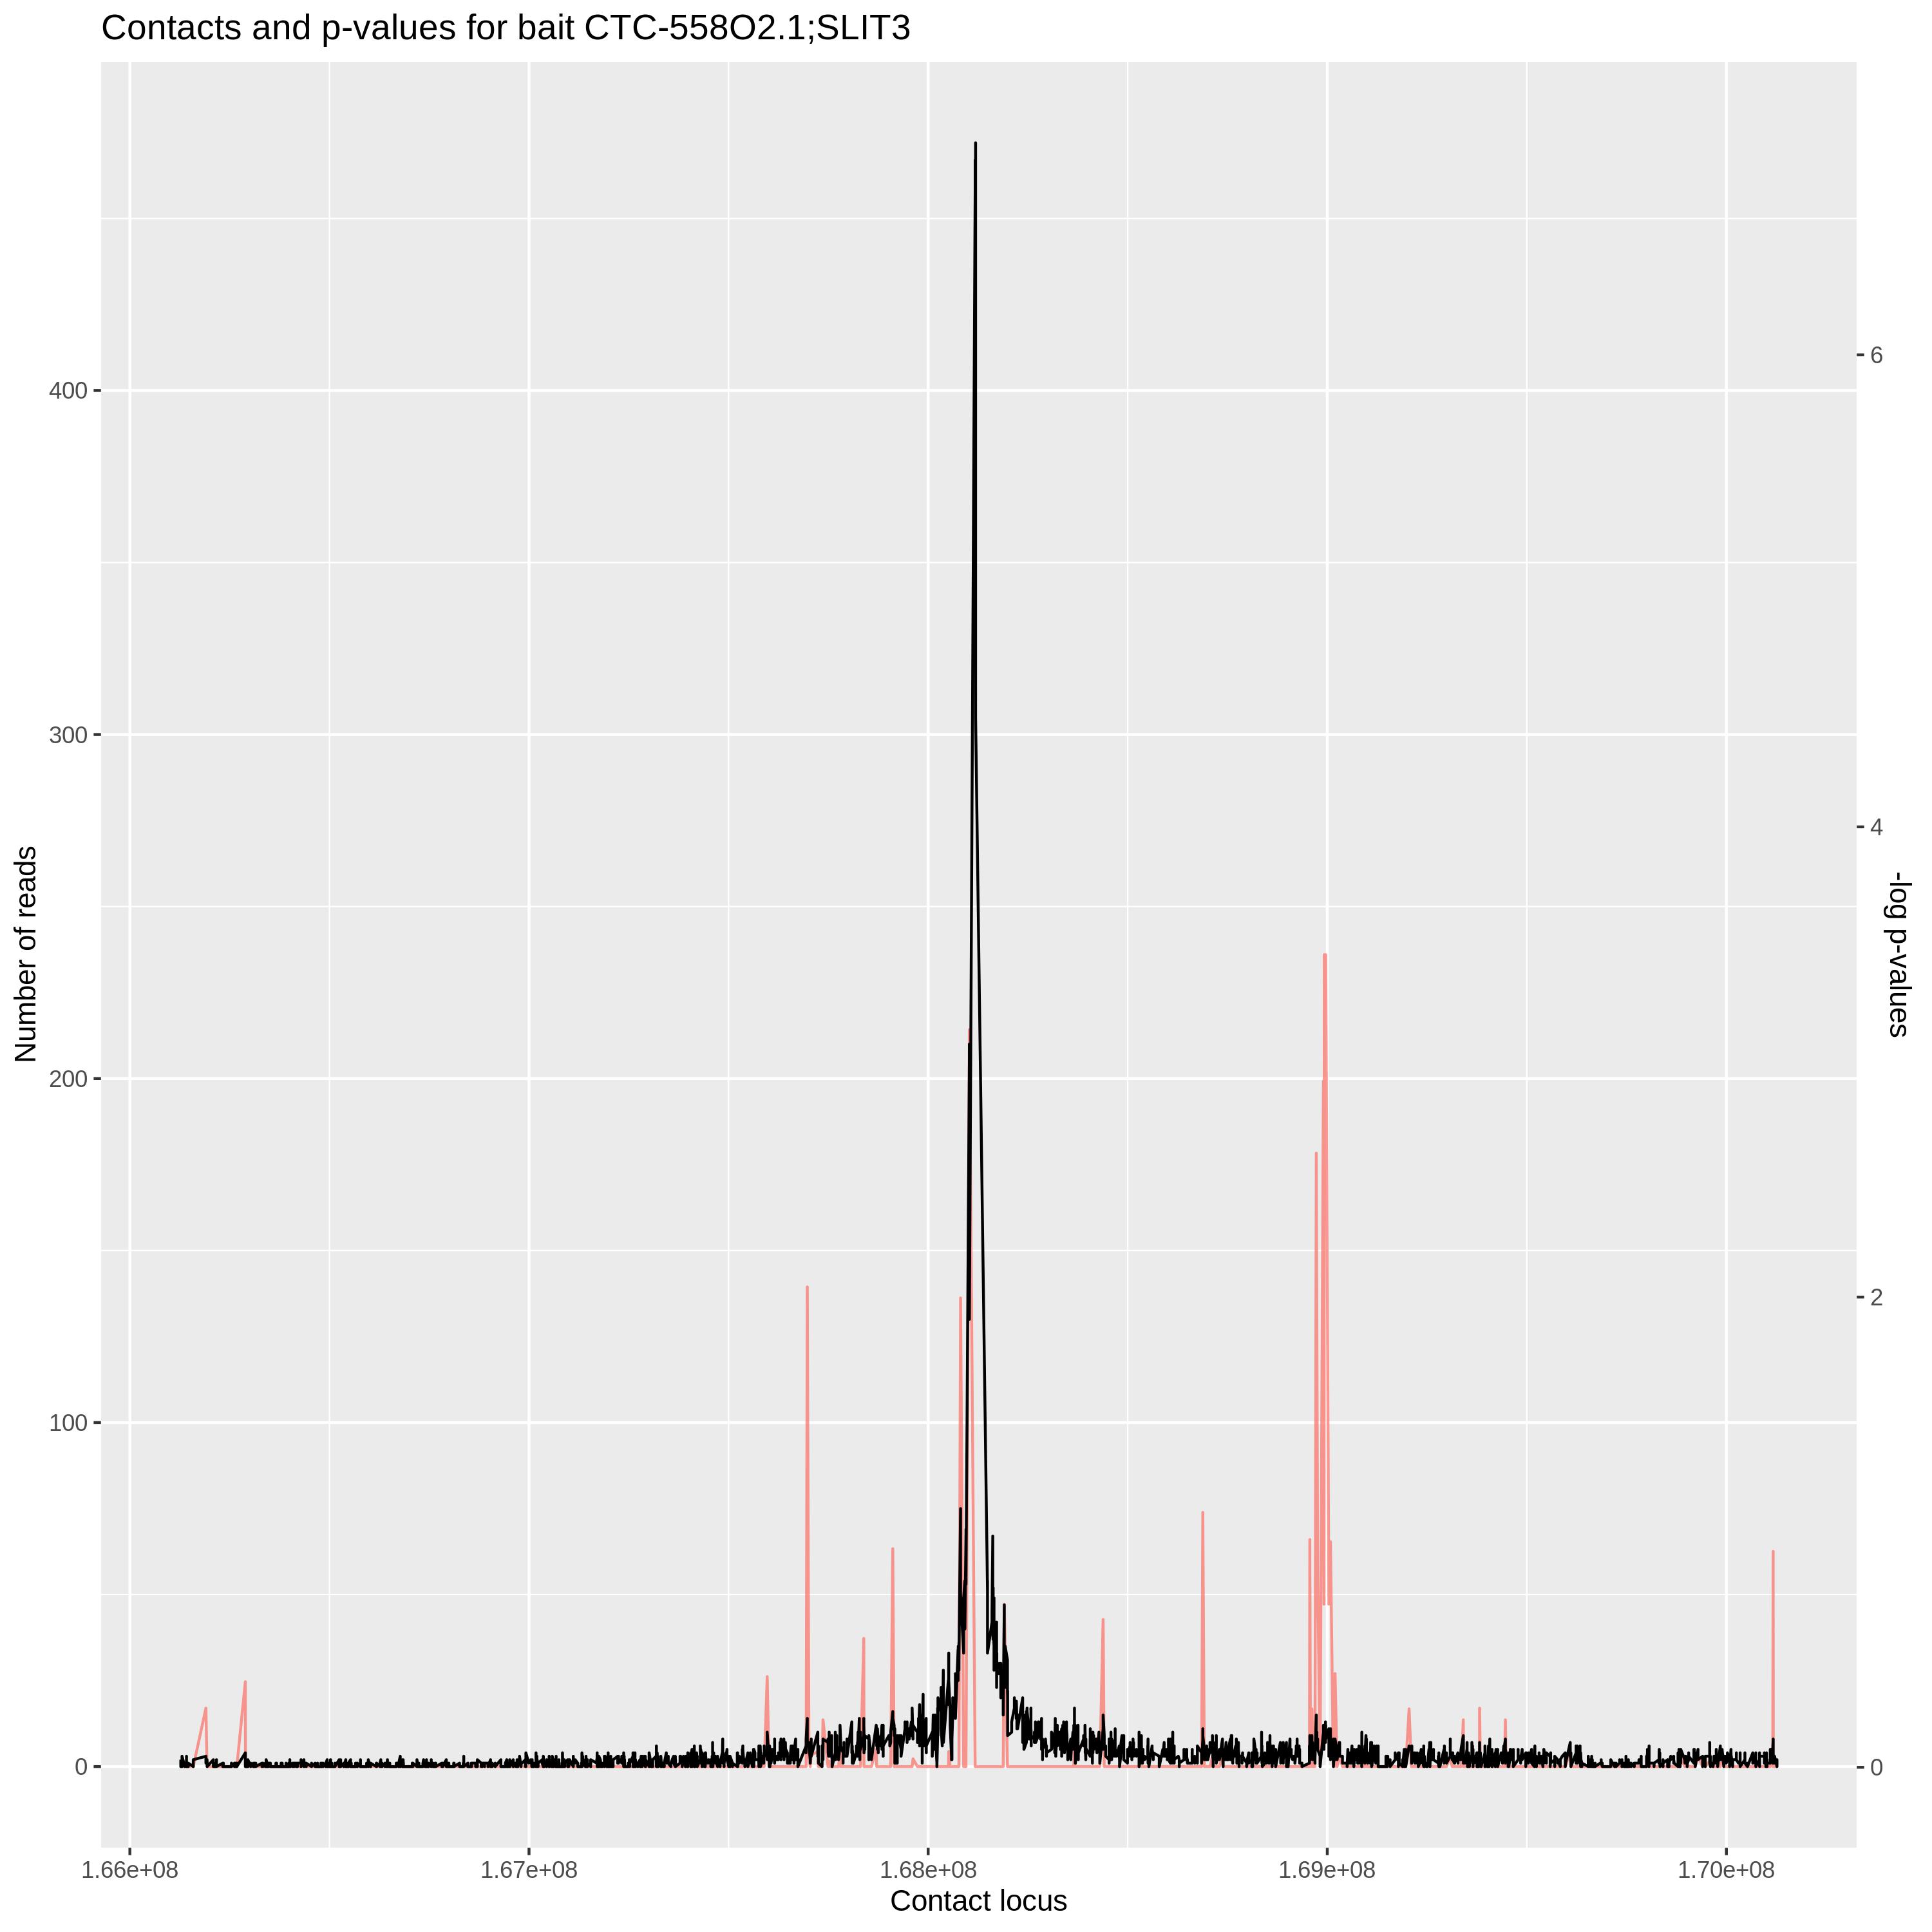 Contacts and p-values for bait CTC-558O2.1;SLIT3
400
300
200
100
0
Number of reads
6
4
2
0
-log p-values
1.66e+08 1.67e+08 1.68e+08 1.69e+08 1.70e+08
Contact locus